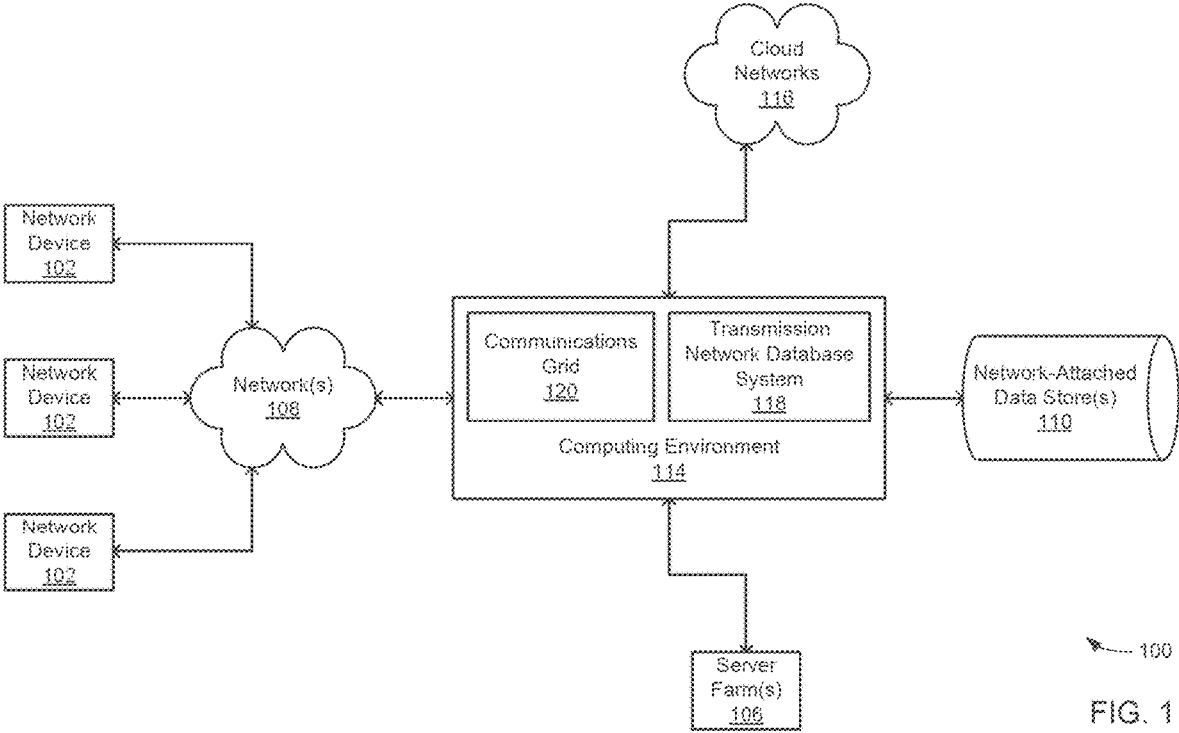 Cloud
Networks
116
Network
Device
102
Network
Device
102
Network
Device
102
Network(s)
108
Communications
Grid
120
Transmission
Network Database
System
118
Computing Environment
114
Network-Attached
Data Store(s)
110
Server
Farm(s)
106
100
FIG. 1